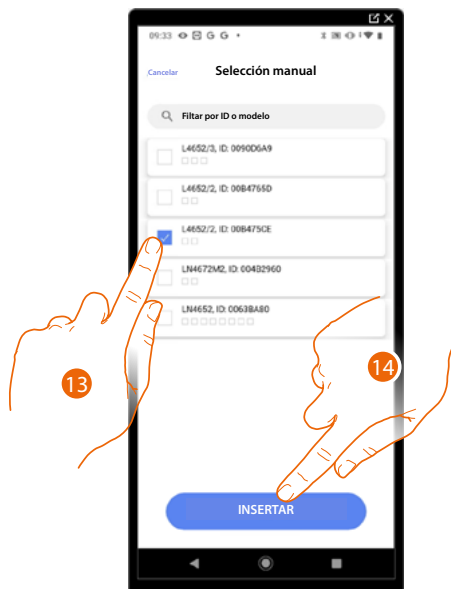 09:33 G G
Cancelar
Selección manual
Filtar por ID o modelo
L4652/3, ID: 0090D6A9
L4652/2, ID: 00B4765D
L4652/2, ID: 00B475CE
LN4672M2, ID: 004B2960
LN4652, ID: 0063BA80
13
14
INSERTAR